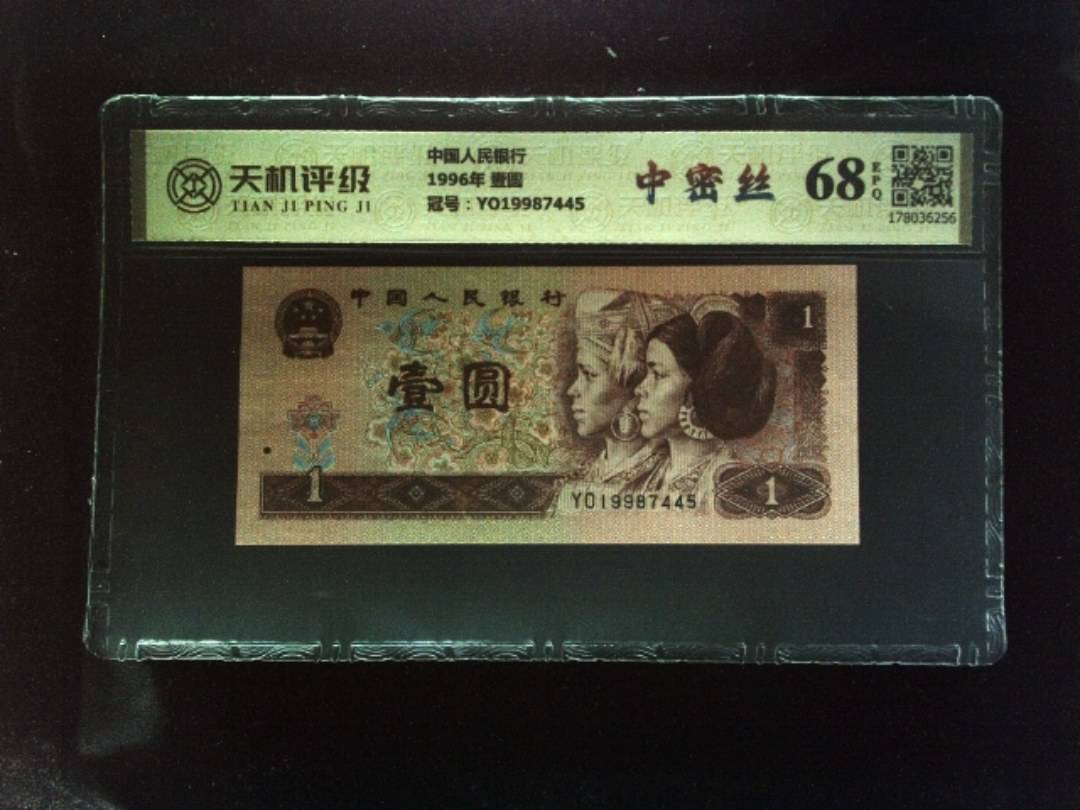 天机评级
TIAN JI PING JI
中国人民银行
1996年 壹圆
冠号：YO19987445
中密丝
68
EPQ
178036256
中国人民银行
1
壹圆
1
YO19987445
1